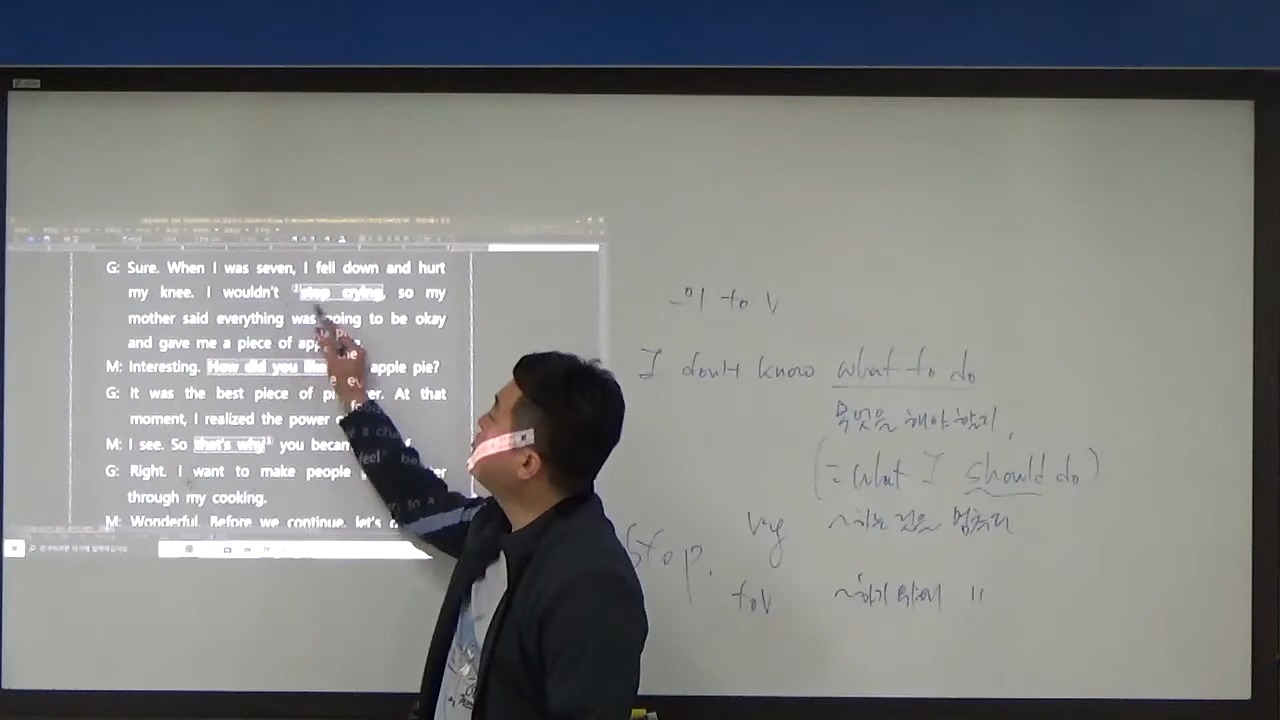 G: Sure. When I was seven, I fell down and hurt
my knee. I wouldn't stop crying, so my
mother said everything was going to be okay
and gave me a piece of
M: Interesting. How did you like apple pie?
G: It was the best piece of At that
moment, I realized the power
M: I see. So that's why you
G: Right. I want to make people
through my cooking.
M: Wonderful. Before we continue, let's
의 to V
I don't know what to do
무엇을 해야 할지
(= what I should do)
stop. Ving ~하는 것을 멈추다
to V ~하기 위해 "